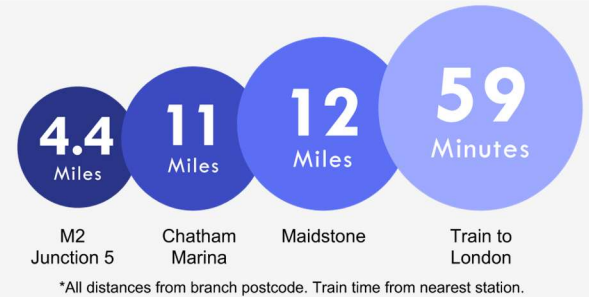 4.4
Miles
11
Miles
12
Miles
59
Minutes
M2
Junction 5
Chatham
Marina
Maidstone
Train to
London
*All distances from branch postcode. Train time from nearest station.